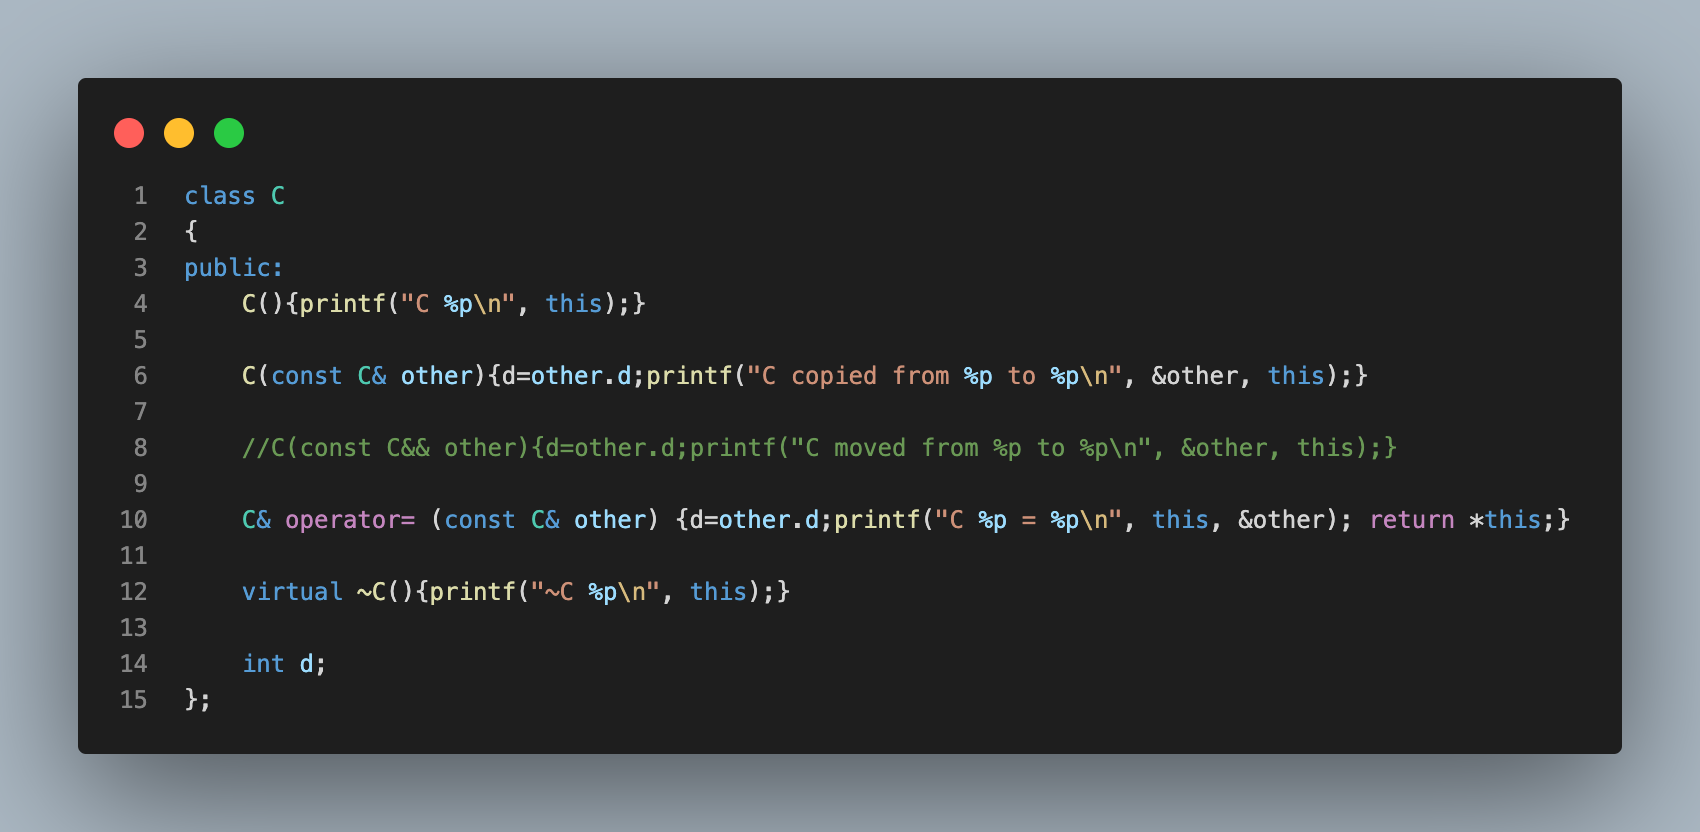 1 class C
2 {
3 public:
4     C(){printf("C %p\n", this);}
5
6     C(const C& other){d=other.d;printf("C copied from %p to %p\n", &other, this);}
7
8     //C(const C&& other){d=other.d;printf("C moved from %p to %p\n", &other, this);}
9
10     C& operator= (const C& other) {d=other.d;printf("C %p = %p\n", this, &other); return *this;}
11
12     virtual ~C(){printf("~C %p\n", this);}
13
14     int d;
15 };